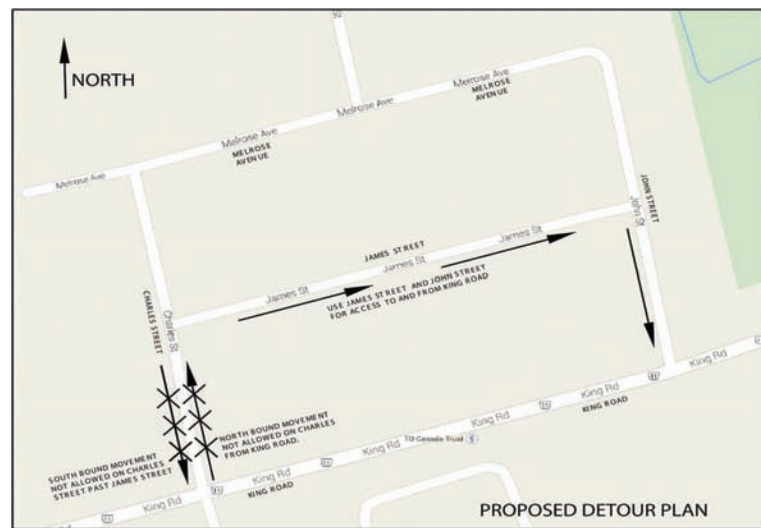 NORTH
Melrose Ave
MELROSE
AVENUE
Melrose Ave
Melrose Ave
MELROSE
AVENUE
Melrose Ave
JOHN STREET
John St
JAMES STREET
James St
James St
James St
USE JAMES STREET AND JOHN STREET
FOR ACCESS TO AND FROM KING ROAD
CHARLES STREET
Charles St
SOUTH BOUND MOVEMENT
NOT ALLOWED ON CHARLES
STREET PAST JAMES STREET
NORTH BOUND MOVEMENT
NOT ALLOWED ON CHARLES
FROM KING ROAD.
King Rd
KING ROAD
King Rd
TD Canada Trust
King Rd
King Rd
KING ROAD
King Rd
PROPOSED DETOUR PLAN